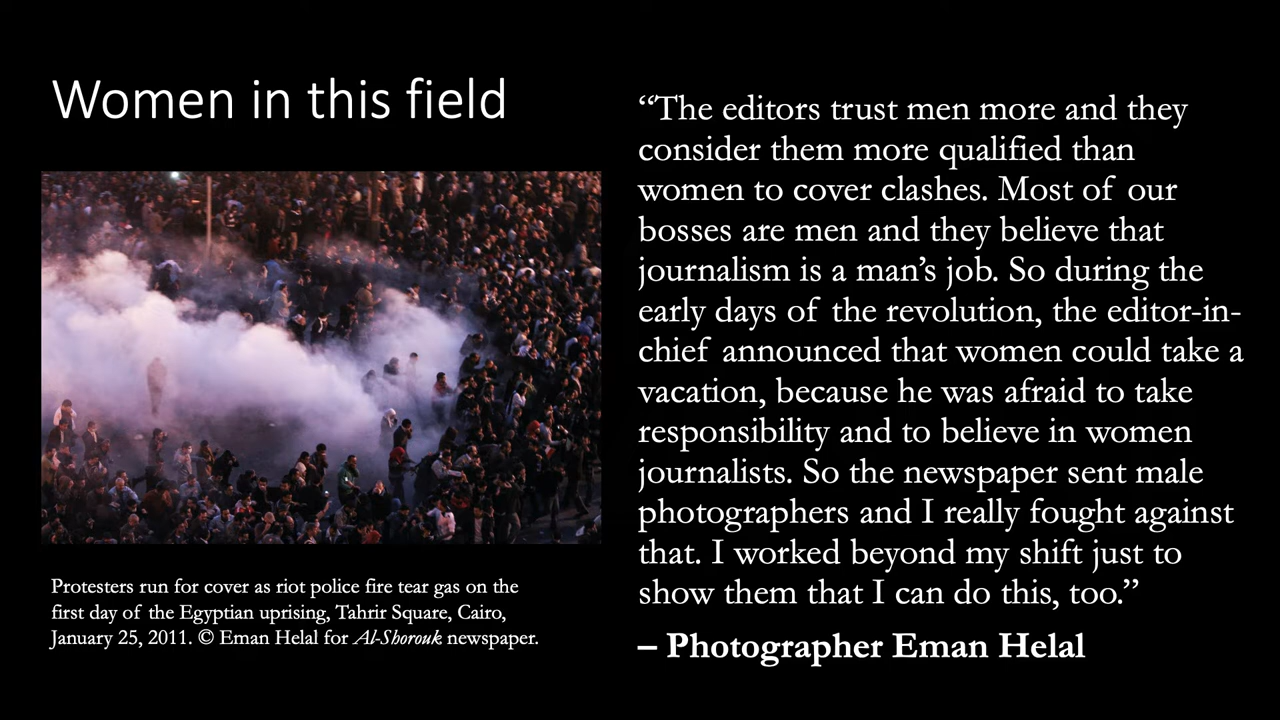 Women in this field
Protesters run for cover as riot police fire tear gas on the
first day of the Egyptian uprising, Tahrir Square, Cairo,
January 25, 2011. © Eman Helal for Al-Shorouk newspaper.
“The editors trust men more and they
consider them more qualified than
women to cover clashes. Most of our
bosses are men and they believe that
journalism is a man’s job. So during the
early days of the revolution, the editor-in-
chief announced that women could take a
vacation, because he was afraid to take
responsibility and to believe in women
journalists. So the newspaper sent male
photographers and I really fought against
that. I worked beyond my shift just to
show them that I can do this, too.”
– Photographer Eman Helal